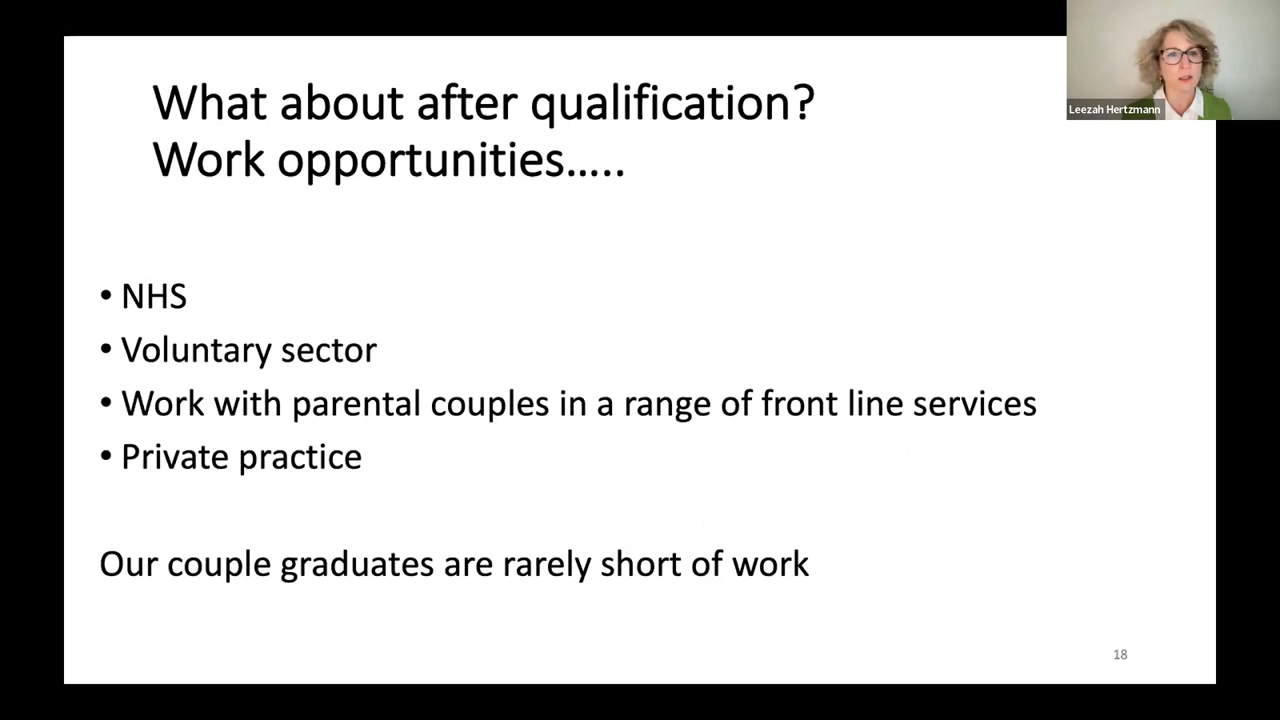 What about after qualification?
Work opportunities…..
• NHS
• Voluntary sector
• Work with parental couples in a range of front line services
• Private practice
Our couple graduates are rarely short of work
18
Leezah Hertzmann